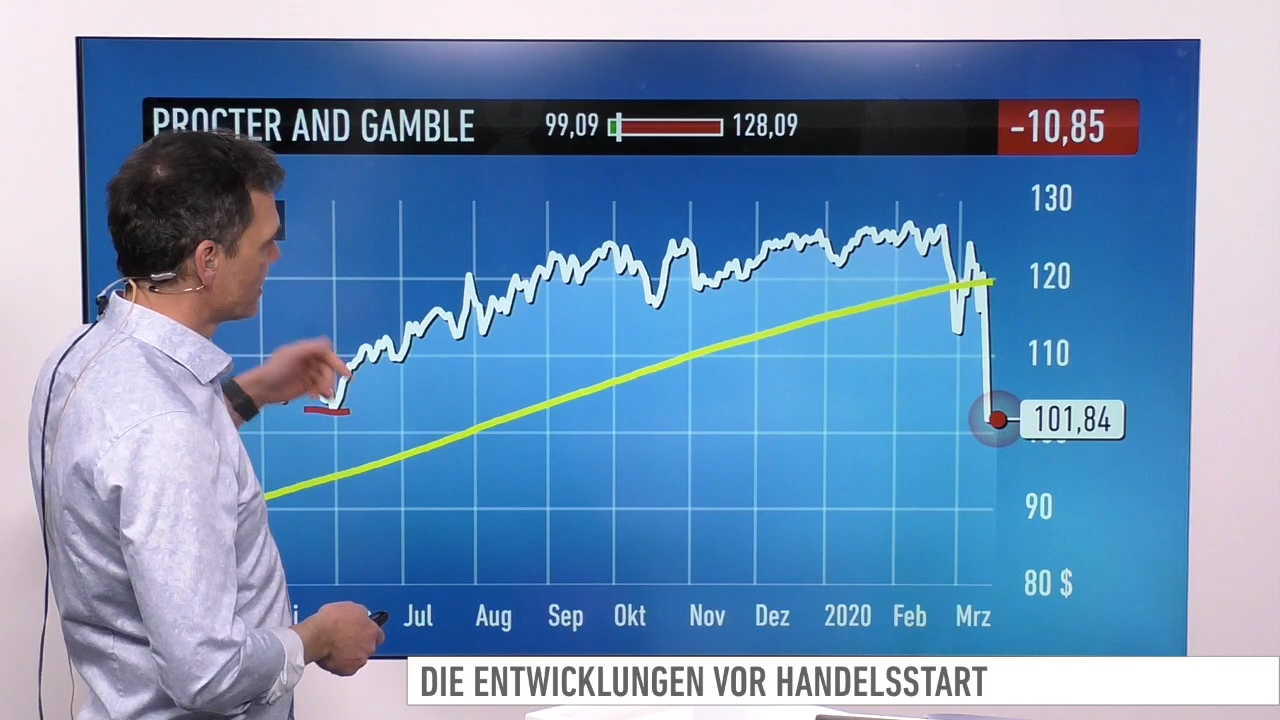 PROCTER AND GAMBLE 99,09 128,09 -10,85
130
120
110
101,84
90
80 $
Jul Aug Sep Okt Nov Dez 2020 Feb Mrz
DIE ENTWICKLUNGEN VOR HANDELSSTART